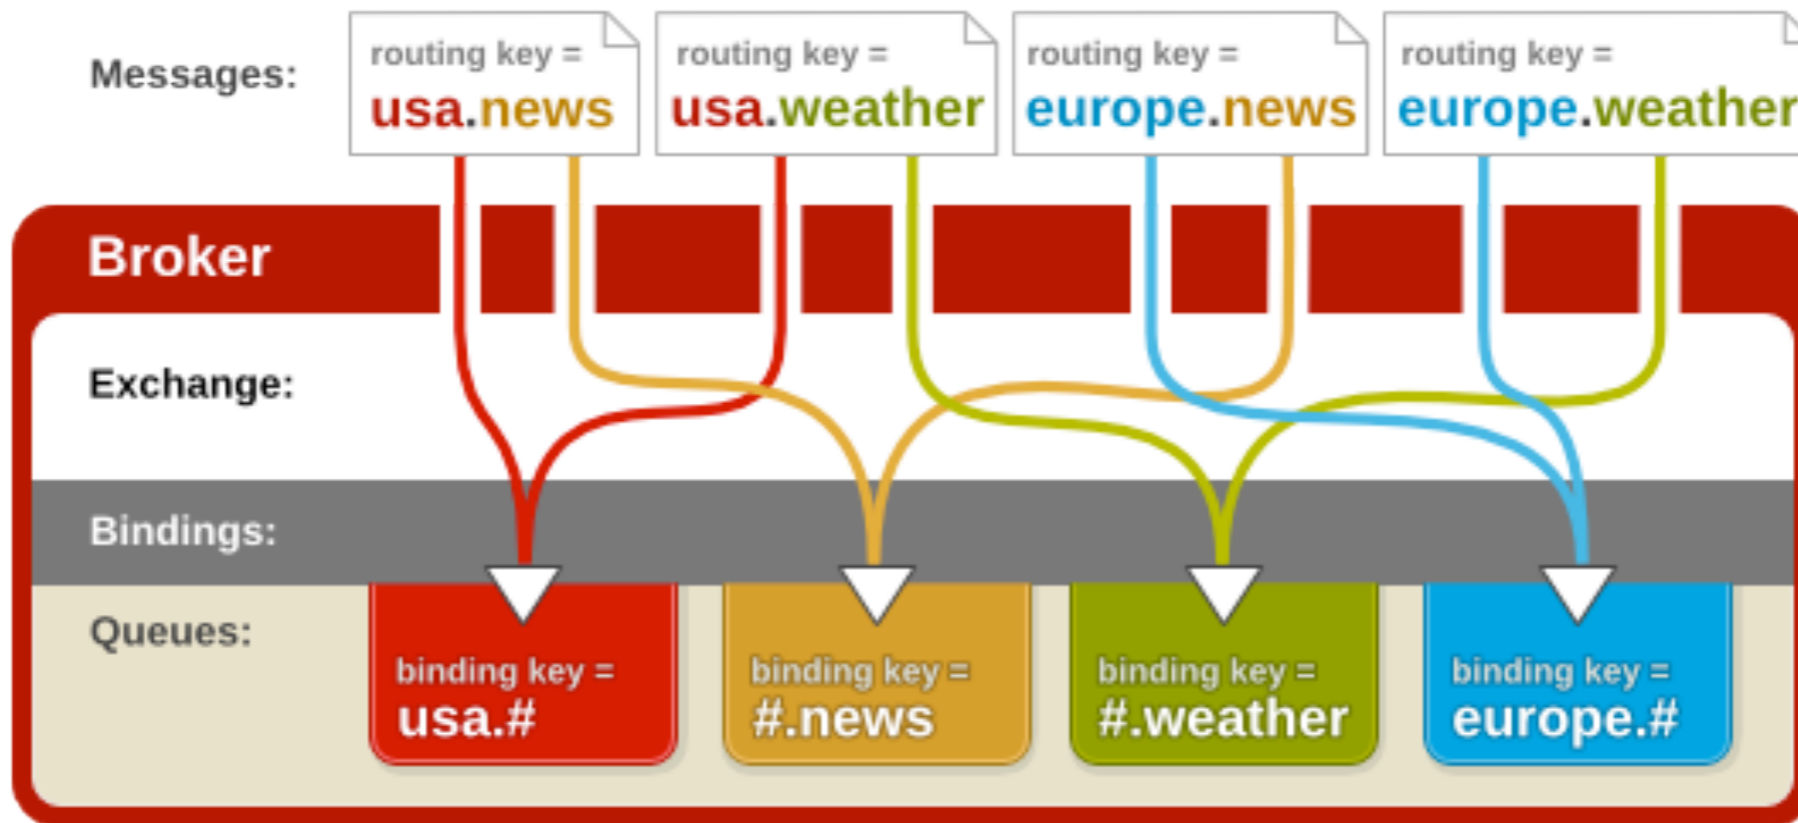 Messages:
routing key =
usa.news
routing key =
usa.weather
routing key =
europe.news
routing key =
europe.weather
Broker
Exchange:
Bindings:
Queues:
binding key =
usa.#
binding key =
#.news
binding key =
#.weather
binding key =
europe.#